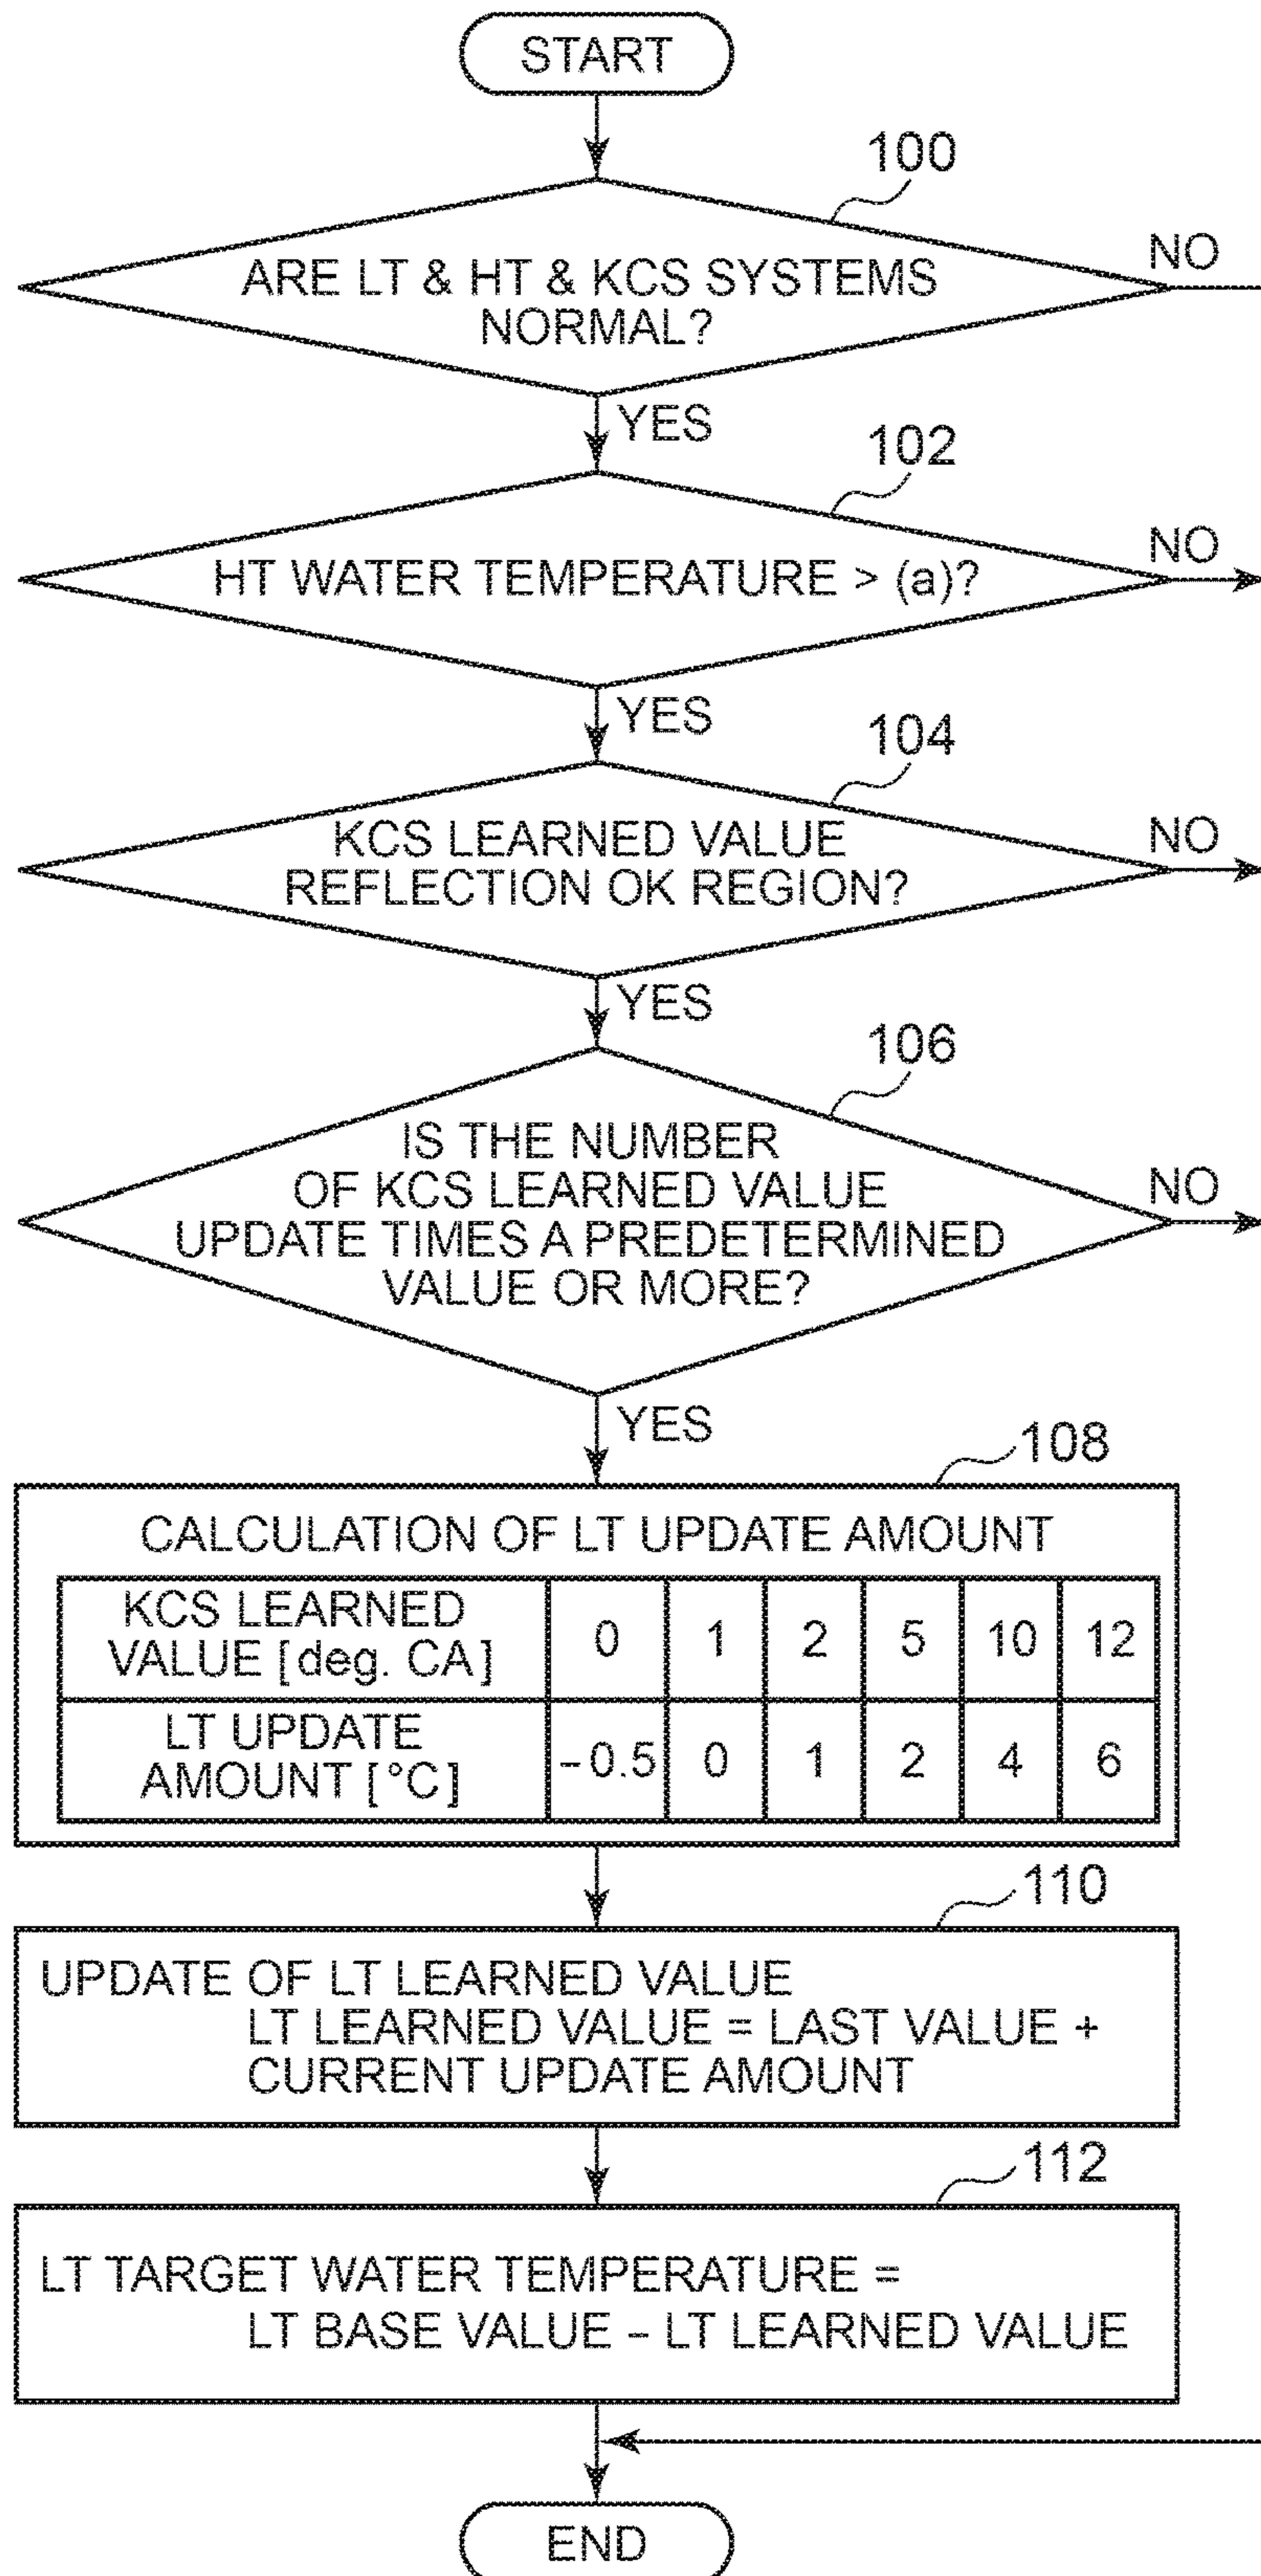 START
100
ARE LT & HT & KCS SYSTEMS
NORMAL?
NO
YES
102
HT WATER TEMPERATURE > (a)?
NO
YES
104
KCS LEARNED VALUE
REFLECTION OK REGION?
NO
YES
106
IS THE NUMBER
OF KCS LEARNED VALUE
UPDATE TIMES A PREDETERMINED
VALUE OR MORE?
NO
YES
108
CALCULATION OF LT UPDATE AMOUNT
KCS LEARNED
VALUE [deg. CA]
0 1 2 5 10 12
LT UPDATE
AMOUNT [°C]
-0.5 0 1 2 4 6
110
UPDATE OF LT LEARNED VALUE
LT LEARNED VALUE = LAST VALUE +
CURRENT UPDATE AMOUNT
112
LT TARGET WATER TEMPERATURE =
LT BASE VALUE – LT LEARNED VALUE
END